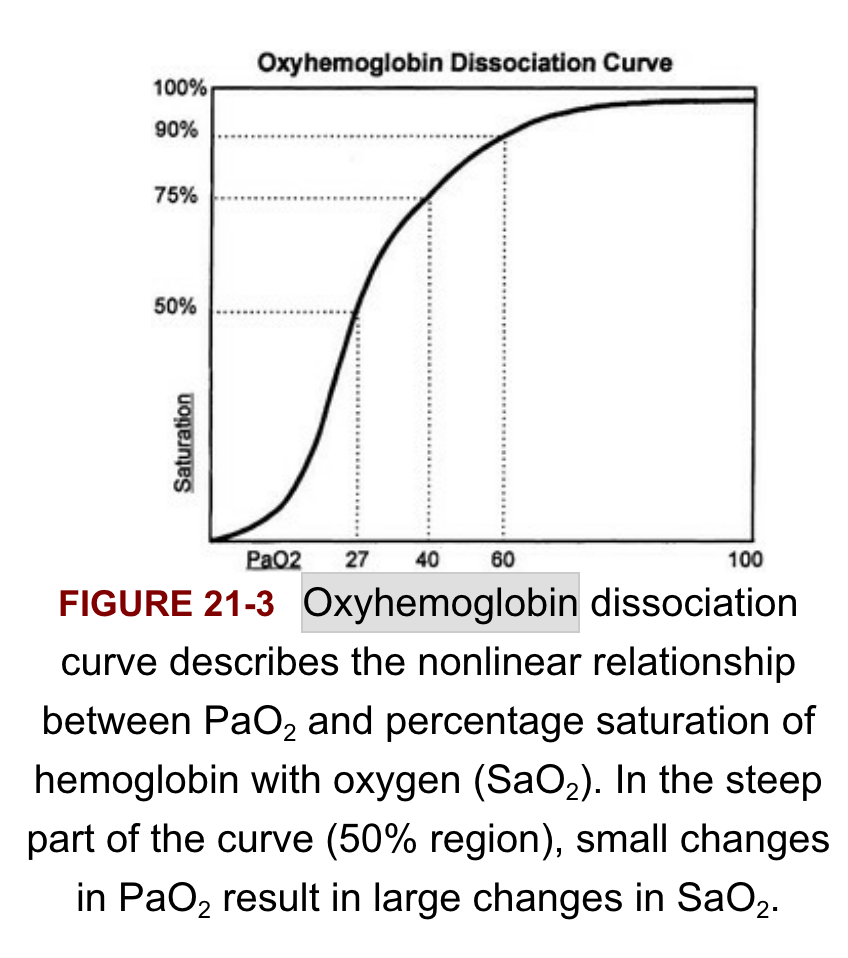 Oxyhemoglobin Dissociation Curve
100%
90%
75%
50%
Saturation
PaO2 27 40 60 100
FIGURE 21-3 Oxyhemoglobin dissociation
curve describes the nonlinear relationship
between PaO₂ and percentage saturation of
hemoglobin with oxygen (SaO₂). In the steep
part of the curve (50% region), small changes
in PaO₂ result in large changes in SaO₂.